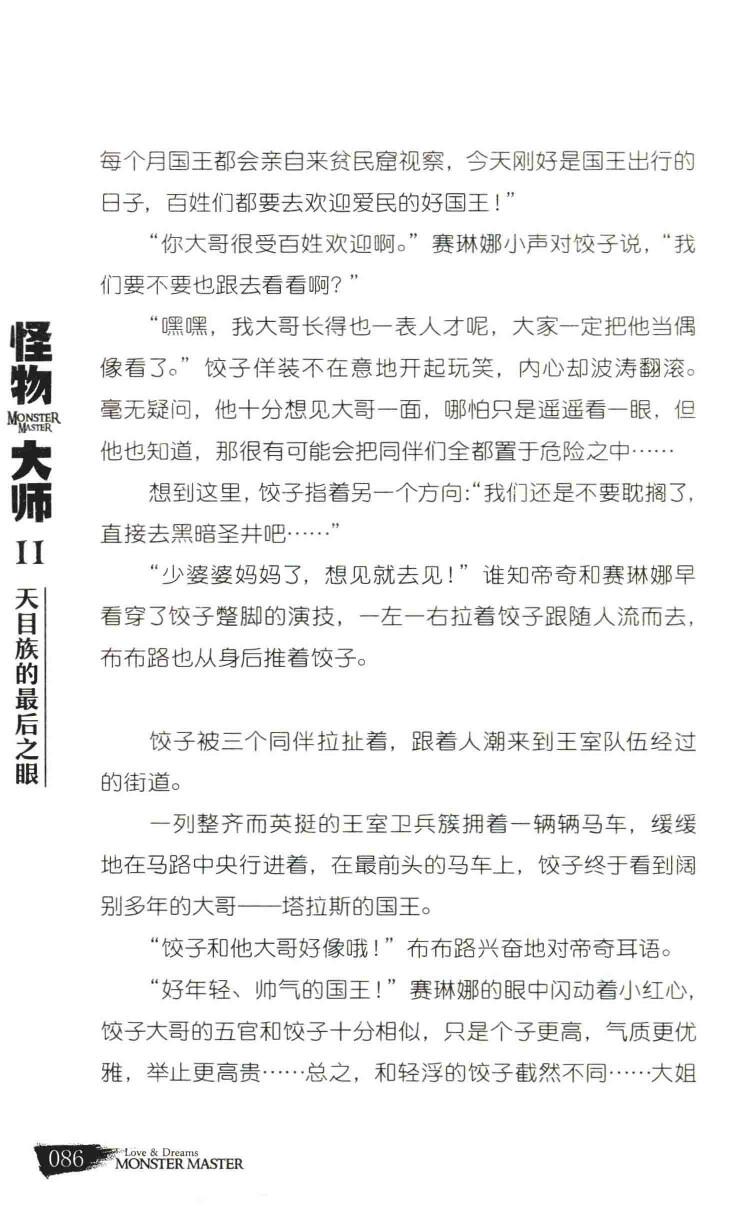 每个月国王都会亲自来贫民窟视察，今天刚好是国王出行的
日子，百姓们都要去欢迎爱民的好国王！”
“你大哥很受百姓欢迎啊。”赛琳娜小声对饺子说，“我
们要不要也跟去看看啊？”
“嘿嘿，我大哥长得也一表人才呢，大家一定把他当偶
像看了。”饺子佯装不在意地开起玩笑，内心却波涛翻滚。
毫无疑问，他十分想见大哥一面，哪怕只是遥遥看一眼，但
他也知道，那很有可能会把同伴们全都置于危险之中……
想到这里，饺子指着另一个方向：“我们还是不要耽搁了，
直接去黑暗圣井吧……”
“少婆婆妈妈了，想见就去见！”谁知帝奇和赛琳娜早
看穿了饺子蹩脚的演技，一左一右拉着饺子跟随人流而去，
布布路也从身后推着饺子。
饺子被三个同伴拉扯着，跟着人潮来到王室队伍经过
的街道。
一列整齐而英挺的王室卫兵簇拥着一辆辆马车，缓缓
地在马路中央行进着，在最前头的马车上，饺子终于看到阔
别多年的大哥——塔拉斯的国王。
“饺子和他大哥好像哦！”布布路兴奋地对帝奇耳语。
“好年轻、帅气的国王！”赛琳娜的眼中闪动着小红心，
饺子大哥的五官和饺子十分相似，只是个子更高，气质更优
雅，举止更高贵……总之，和轻浮的饺子截然不同……大姐
怪物
MONSTER
MASTER
大师
II
天目族的最后之眼
086
Love & Dreams
MONSTER MASTER